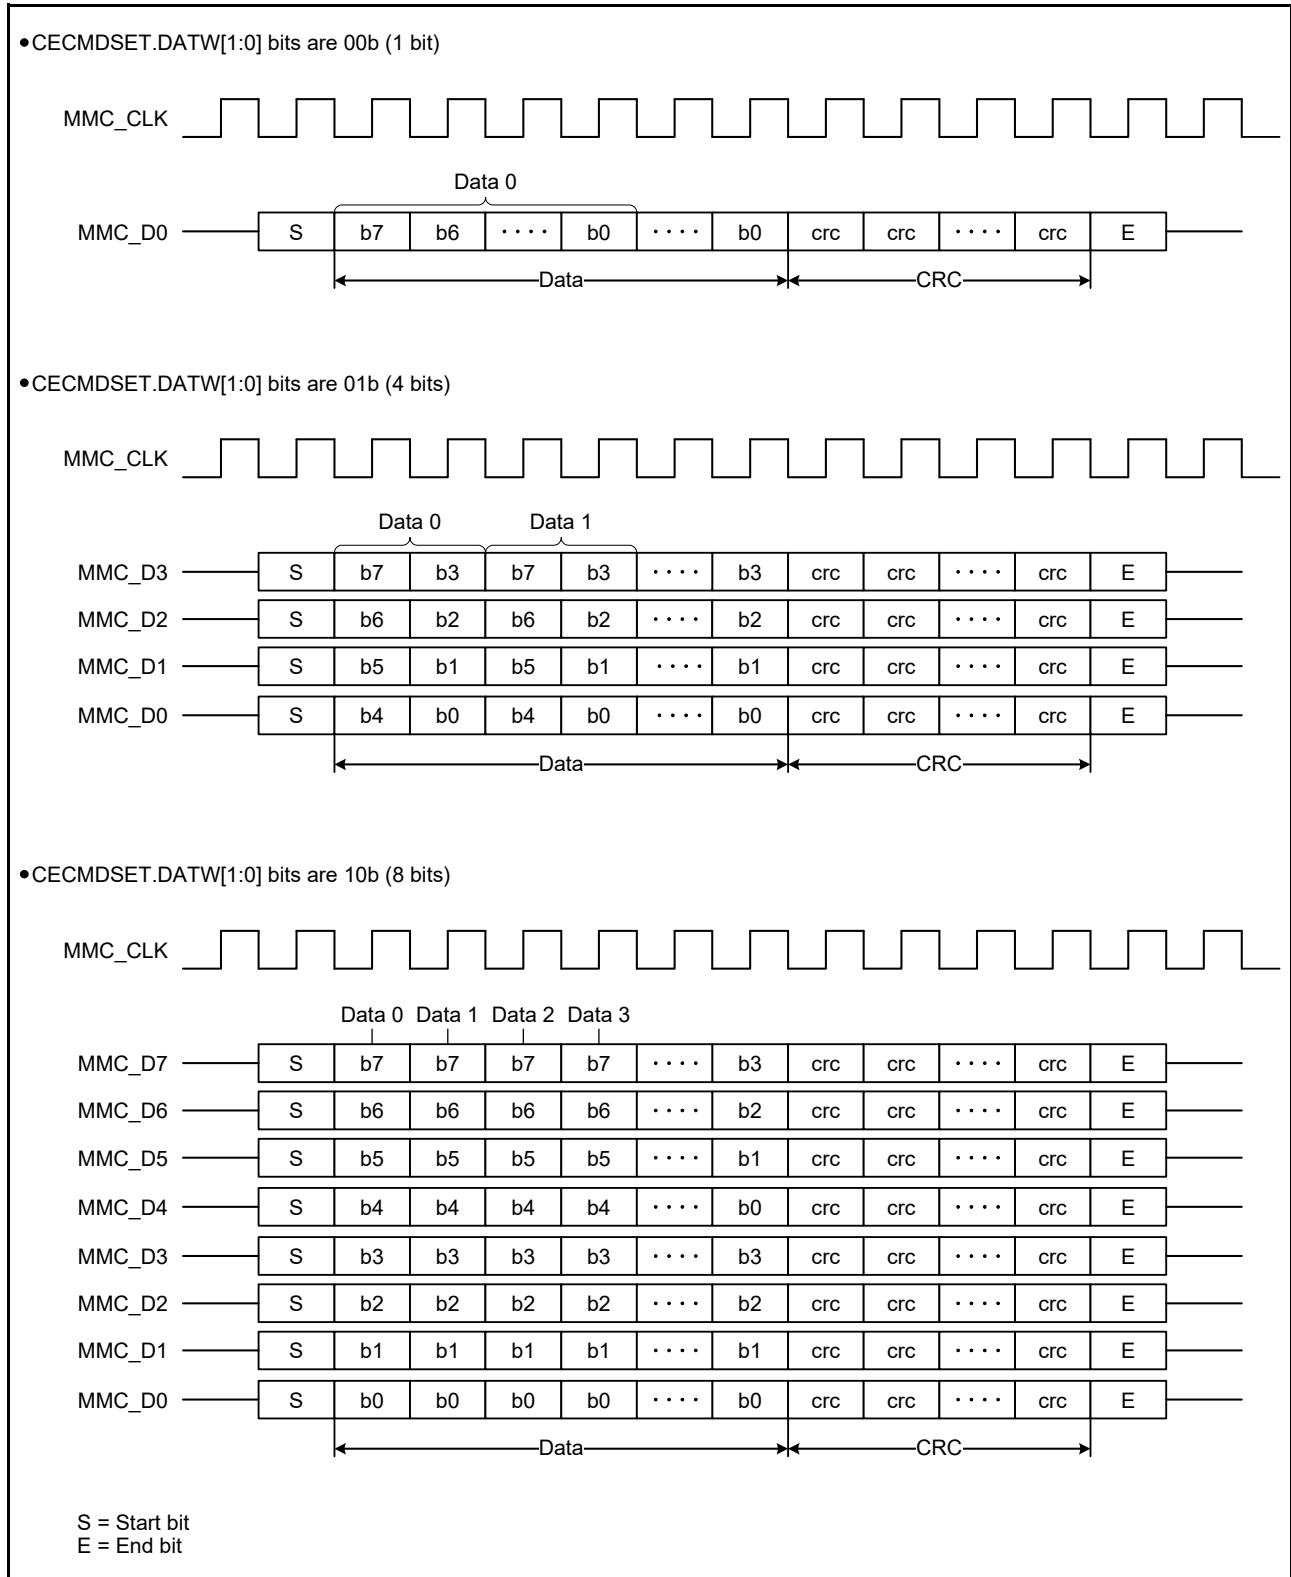 •CECMDSET.DATW[1:0] bits are 00b (1 bit)
MMC_CLK
Data 0
MMC_D0 S b7 b6 ···· b0 ···· b0 crc crc ···· crc E
Data CRC
•CECMDSET.DATW[1:0] bits are 01b (4 bits)
MMC_CLK
Data 0 Data 1
MMC_D3 S b7 b3 b7 b3 ···· b3 crc crc ···· crc E
MMC_D2 S b6 b2 b6 b2 ···· b2 crc crc ···· crc E
MMC_D1 S b5 b1 b5 b1 ···· b1 crc crc ···· crc E
MMC_D0 S b4 b0 b4 b0 ···· b0 crc crc ···· crc E
Data CRC
•CECMDSET.DATW[1:0] bits are 10b (8 bits)
MMC_CLK
Data 0 Data 1 Data 2 Data 3
MMC_D7 S b7 b7 b7 b7 ···· b3 crc crc ···· crc E
MMC_D6 S b6 b6 b6 b6 ···· b2 crc crc ···· crc E
MMC_D5 S b5 b5 b5 b5 ···· b1 crc crc ···· crc E
MMC_D4 S b4 b4 b4 b4 ···· b0 crc crc ···· crc E
MMC_D3 S b3 b3 b3 b3 ···· b3 crc crc ···· crc E
MMC_D2 S b2 b2 b2 b2 ···· b2 crc crc ···· crc E
MMC_D1 S b1 b1 b1 b1 ···· b1 crc crc ···· crc E
MMC_D0 S b0 b0 b0 b0 ···· b0 crc crc ···· crc E
Data CRC
S = Start bit
E = End bit